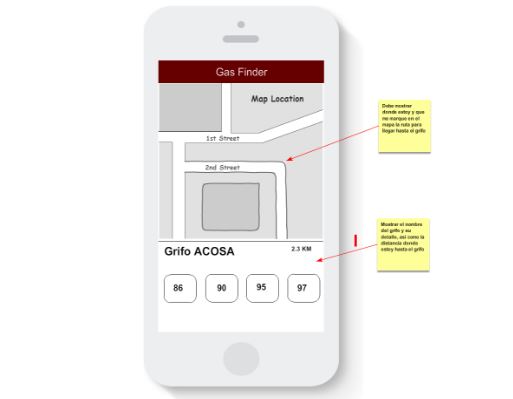 Gas Finder
Map Location
1st Street
2nd Street
Grifo ACOSA
2.3 KM
86
90
95
97
Debe mostrar
donde estoy y que
me marque en el
mapa la ruta para
llegar hasta el grifo
Mostrar el nombre
del grifo y su
detalle, asi como la
distancia donde
estoy hasta el grifo